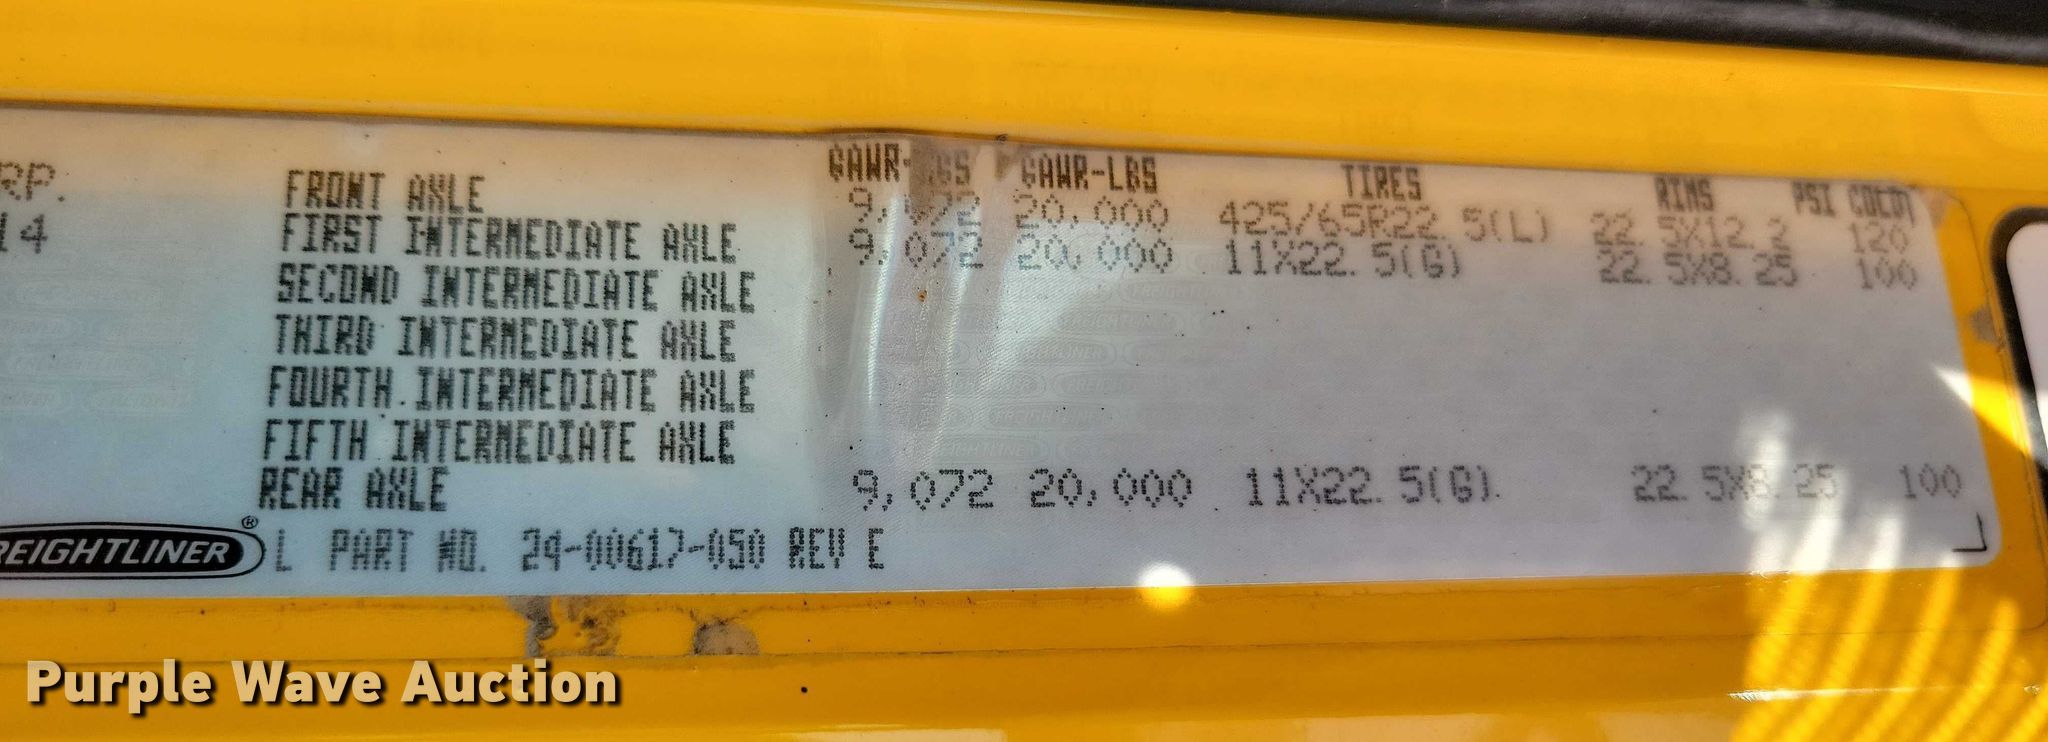 RP.
14
GAWR-KGS GAWR-LBS TIRES RIMS PSI COLD
FRONT AXLE 9,072 20,000 425/65R22.5(L) 22.5X12.2 120
FIRST INTERMEDIATE AXLE 9,072 20,000 11X22.5(G) 22.5X8.25 100
SECOND INTERMEDIATE AXLE
THIRD INTERMEDIATE AXLE
FOURTH INTERMEDIATE AXLE
FIFTH INTERMEDIATE AXLE
REAR AXLE 9,072 20,000 11X22.5(G) 22.5X8.25 100
REIGHTLINER® L PART NO. 24-00617-050 REV E
Purple Wave Auction